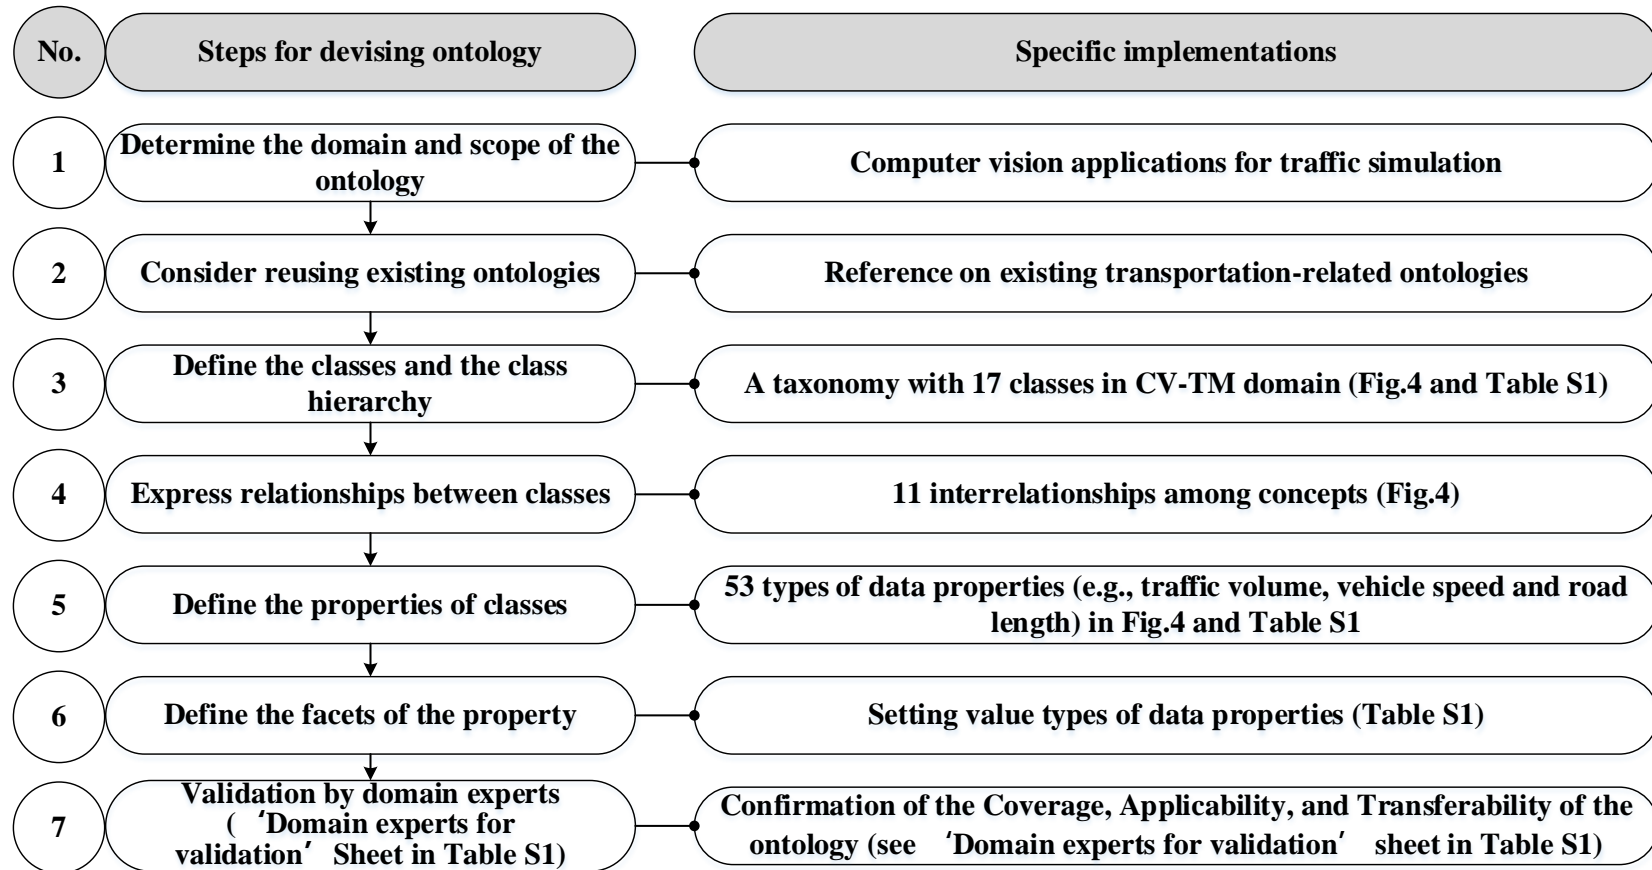 No.
Steps for devising ontology
Specific implementations
1
Determine the domain and scope of the
ontology
Computer vision applications for traffic simulation
2
Consider reusing existing ontologies
Reference on existing transportation-related ontologies
3
Define the classes and the class
hierarchy
A taxonomy with 17 classes in CV-TM domain (Fig.4 and Table S1)
4
Express relationships between classes
11 interrelationships among concepts (Fig.4)
5
Define the properties of classes
53 types of data properties (e.g., traffic volume, vehicle speed and road
length) in Fig.4 and Table S1
6
Define the facets of the property
Setting value types of data properties (Table S1)
7
Validation by domain experts
( ‘Domain experts for
validation’ Sheet in Table S1)
Confirmation of the Coverage, Applicability, and Transferability of the
ontology (see ‘Domain experts for validation’ sheet in Table S1)